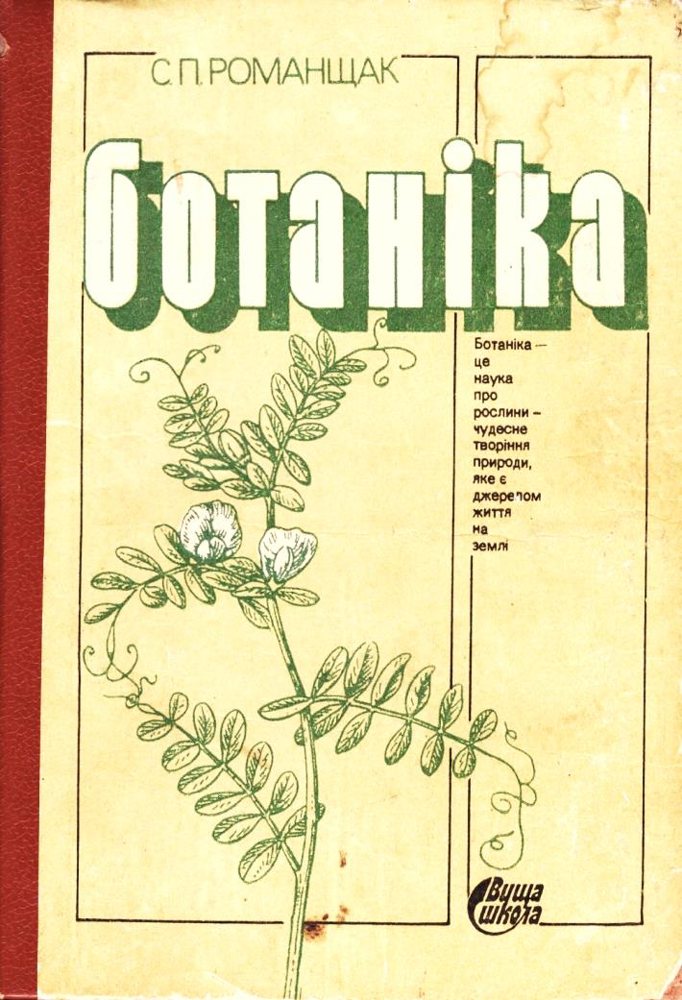 С. П. РОМАНЩАК
ботаніка
Ботаніка —
це
наука
про
рослини –
чудесне
творіння
природи,
яке є
джерелом
життя
на
землі
Вища
школа